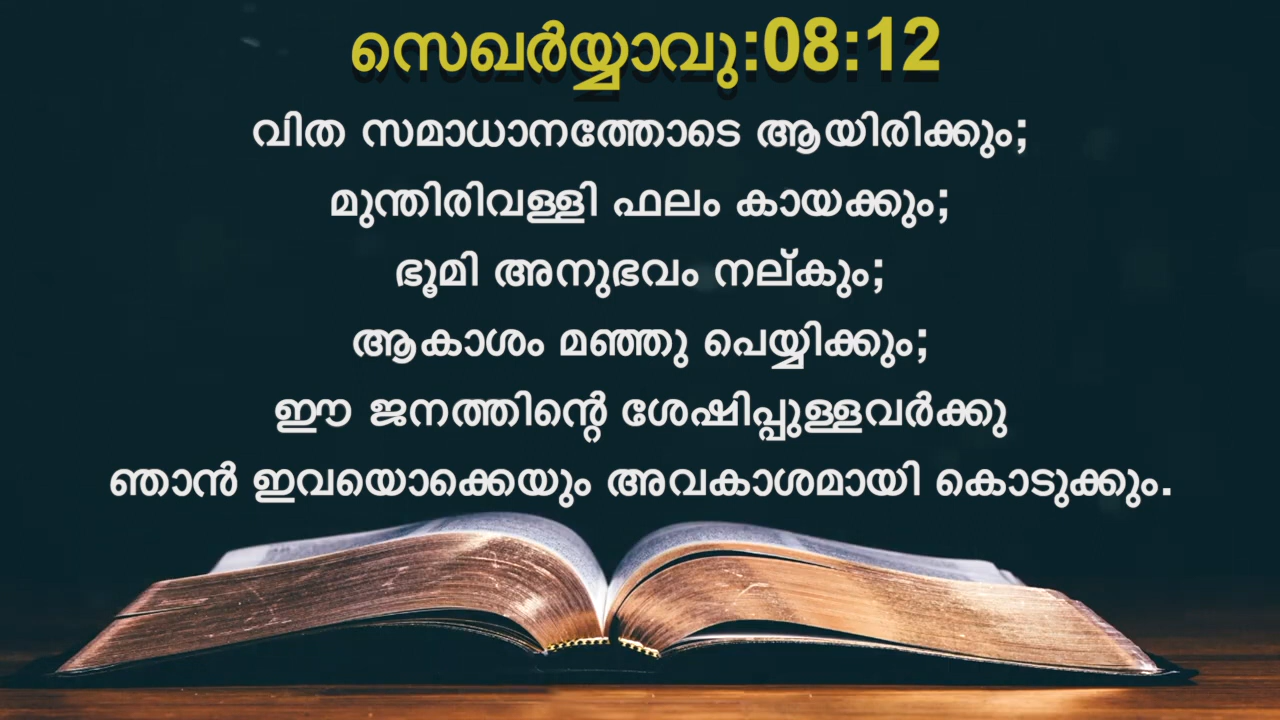 സെഖര്‍യ്യാവു:08:12
വിത സമാധാനത്തോടെ ആയിരിക്കും;
മുന്തിരിവള്ളി ഫലം കായക്കും;
ഭൂമി അനുഭവം നല്കും;
ആകാശം മഞ്ഞു പെയ്യിക്കും;
ഈ ജനത്തിന്റെ ശേഷിപ്പുള്ളവർക്കു
ഞാൻ ഇവയൊക്കെയും അവകാശമായി കൊടുക്കും.